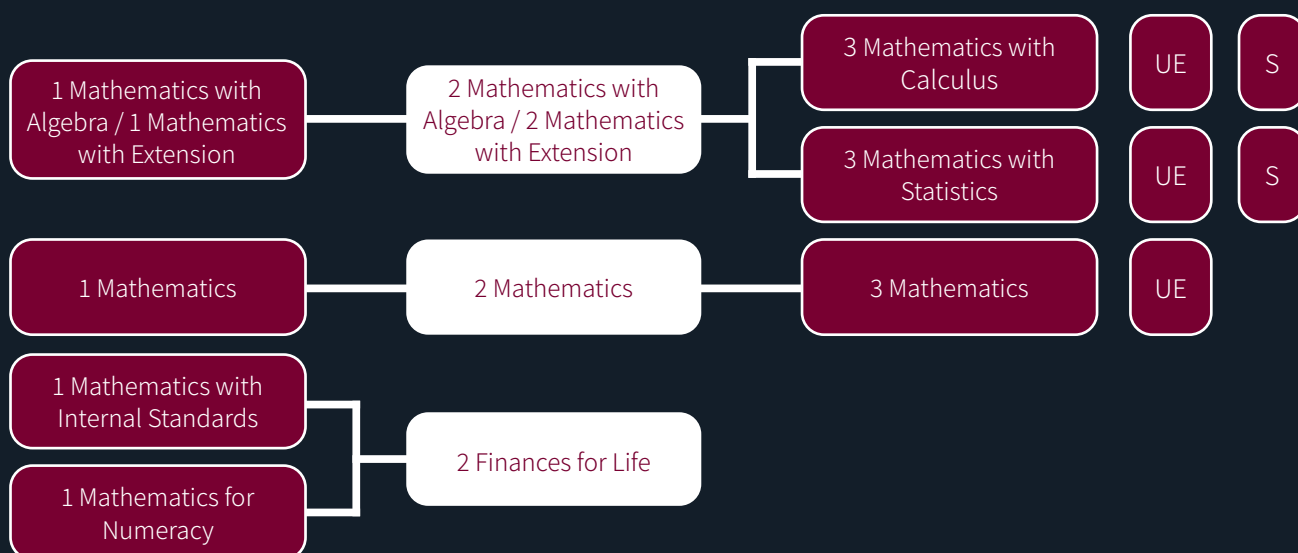 1 Mathematics with
Algebra / 1 Mathematics
with Extension
2 Mathematics with
Algebra / 2 Mathematics
with Extension
3 Mathematics with
Calculus
UE
S
3 Mathematics with
Statistics
UE
S
1 Mathematics
2 Mathematics
3 Mathematics
UE
1 Mathematics with
Internal Standards
1 Mathematics for
Numeracy
2 Finances for Life